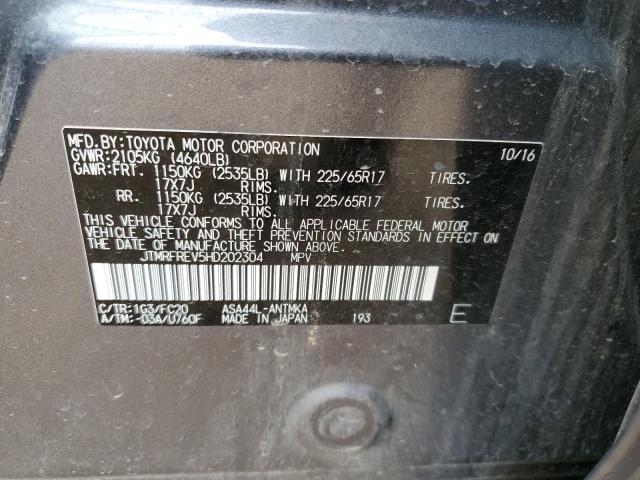 MFD.BY:TOYOTA MOTOR CORPORATION 10/16
GVWR:2105KG (4640LB)
GAWR:FRT. 1150KG (2535LB) WITH 225/65R17 TIRES.
17X7J RIMS.
RR. 1150KG (2535LB) WITH 225/65R17 TIRES.
17X7J RIMS.
THIS VEHICLE CONFORMS TO ALL APPLICABLE FEDERAL MOTOR
VEHICLE SAFETY AND THEFT PREVENTION STANDARDS IN EFFECT ON
THE DATE OF MANUFACTURE SHOWN ABOVE.
JTMRFREV5HD202304 MPV
C/TR:1G3/FC20 ASA44L-ANTMKA
A/TM:-03A/U760F MADE IN JAPAN 193 E